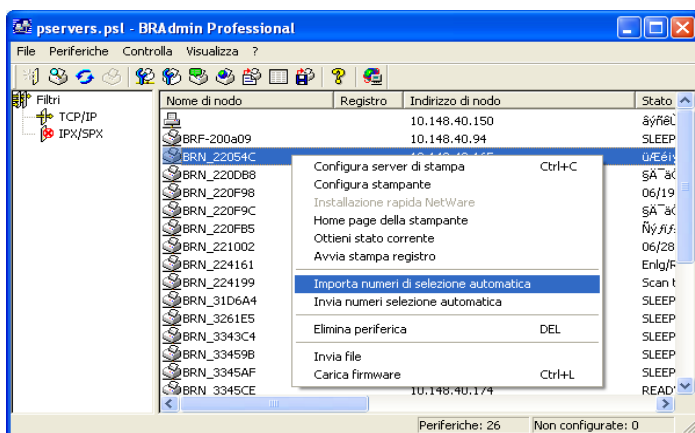 pservers.psl - BRAdmin Professional
File Periferiche Controlla Visualizza ?
Filtri
TCP/IP
IPX/SPX
Nome di nodo Registro Indirizzo di nodo Stato
10.148.40.150
BRF-200a09 10.148.40.94 SLEEP
BRN_22054C
BRN_220DB8
BRN_220F98 06/19
BRN_220F9C
BRN_220FB5
BRN_221002 06/28
BRN_224161 Enlg/R
BRN_224199 Scan t
BRN_31D6A4 SLEEP
BRN_3261E5 SLEEP
BRN_3343C4 SLEEP
BRN_33459B SLEEP
BRN_3345AF SLEEP
BRN_3345CE 10.148.40.174 READY
Configura server di stampa Ctrl+C
Configura stampante
Installazione rapida NetWare
Home page della stampante
Ottieni stato corrente
Avvia stampa registro
Importa numeri di selezione automatica
Invia numeri selezione automatica
Elimina periferica DEL
Invia file
Carica firmware Ctrl+L
Periferiche: 26 Non configurate: 0